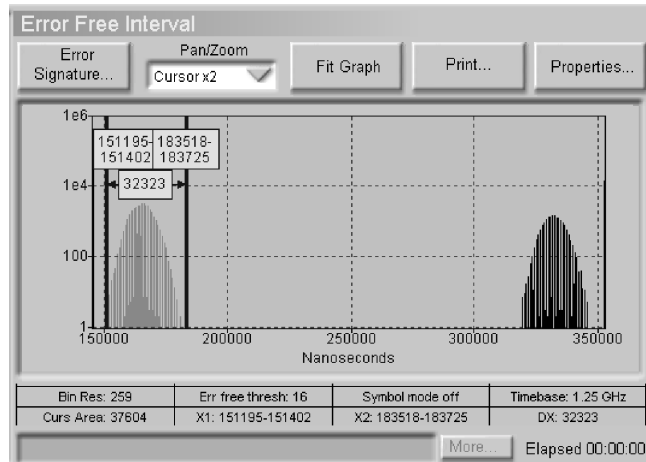 Error Free Interval
Error
Signature...
Pan/Zoom
Cursor x2
Fit Graph
Print...
Properties...
1e6
151195- 183518-
151402 183725
32323
1e4
100
1
150000 200000 250000 300000 350000
Nanoseconds
Bin Res: 259 Err free thresh: 16 Symbol mode off Timebase: 1.25 GHz
Curs Area: 37604 X1: 151195-151402 X2: 183518-183725 DX: 32323
More... Elapsed 00:00:00